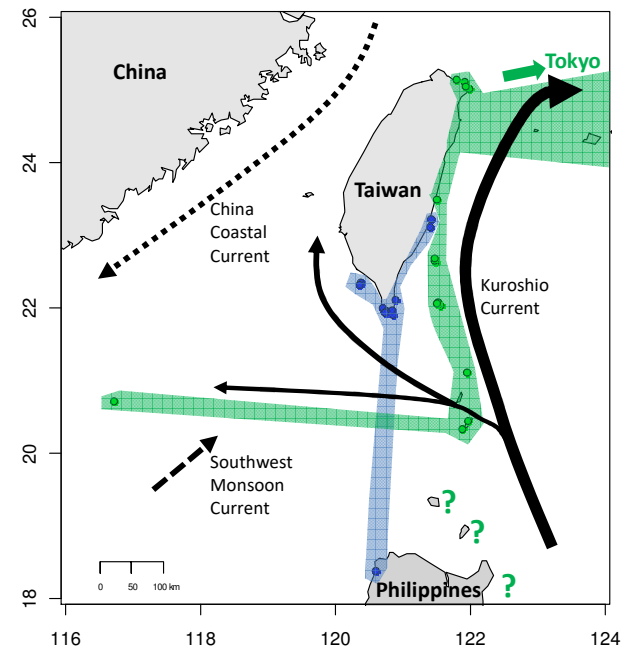 26
24
22
20
18
China
Tokyo
Taiwan
China
Coastal
Current
Kuroshio
Current
Southwest
Monsoon
Current
?
?
?
Philippines
0 50 100 km
116 118 120 122 124